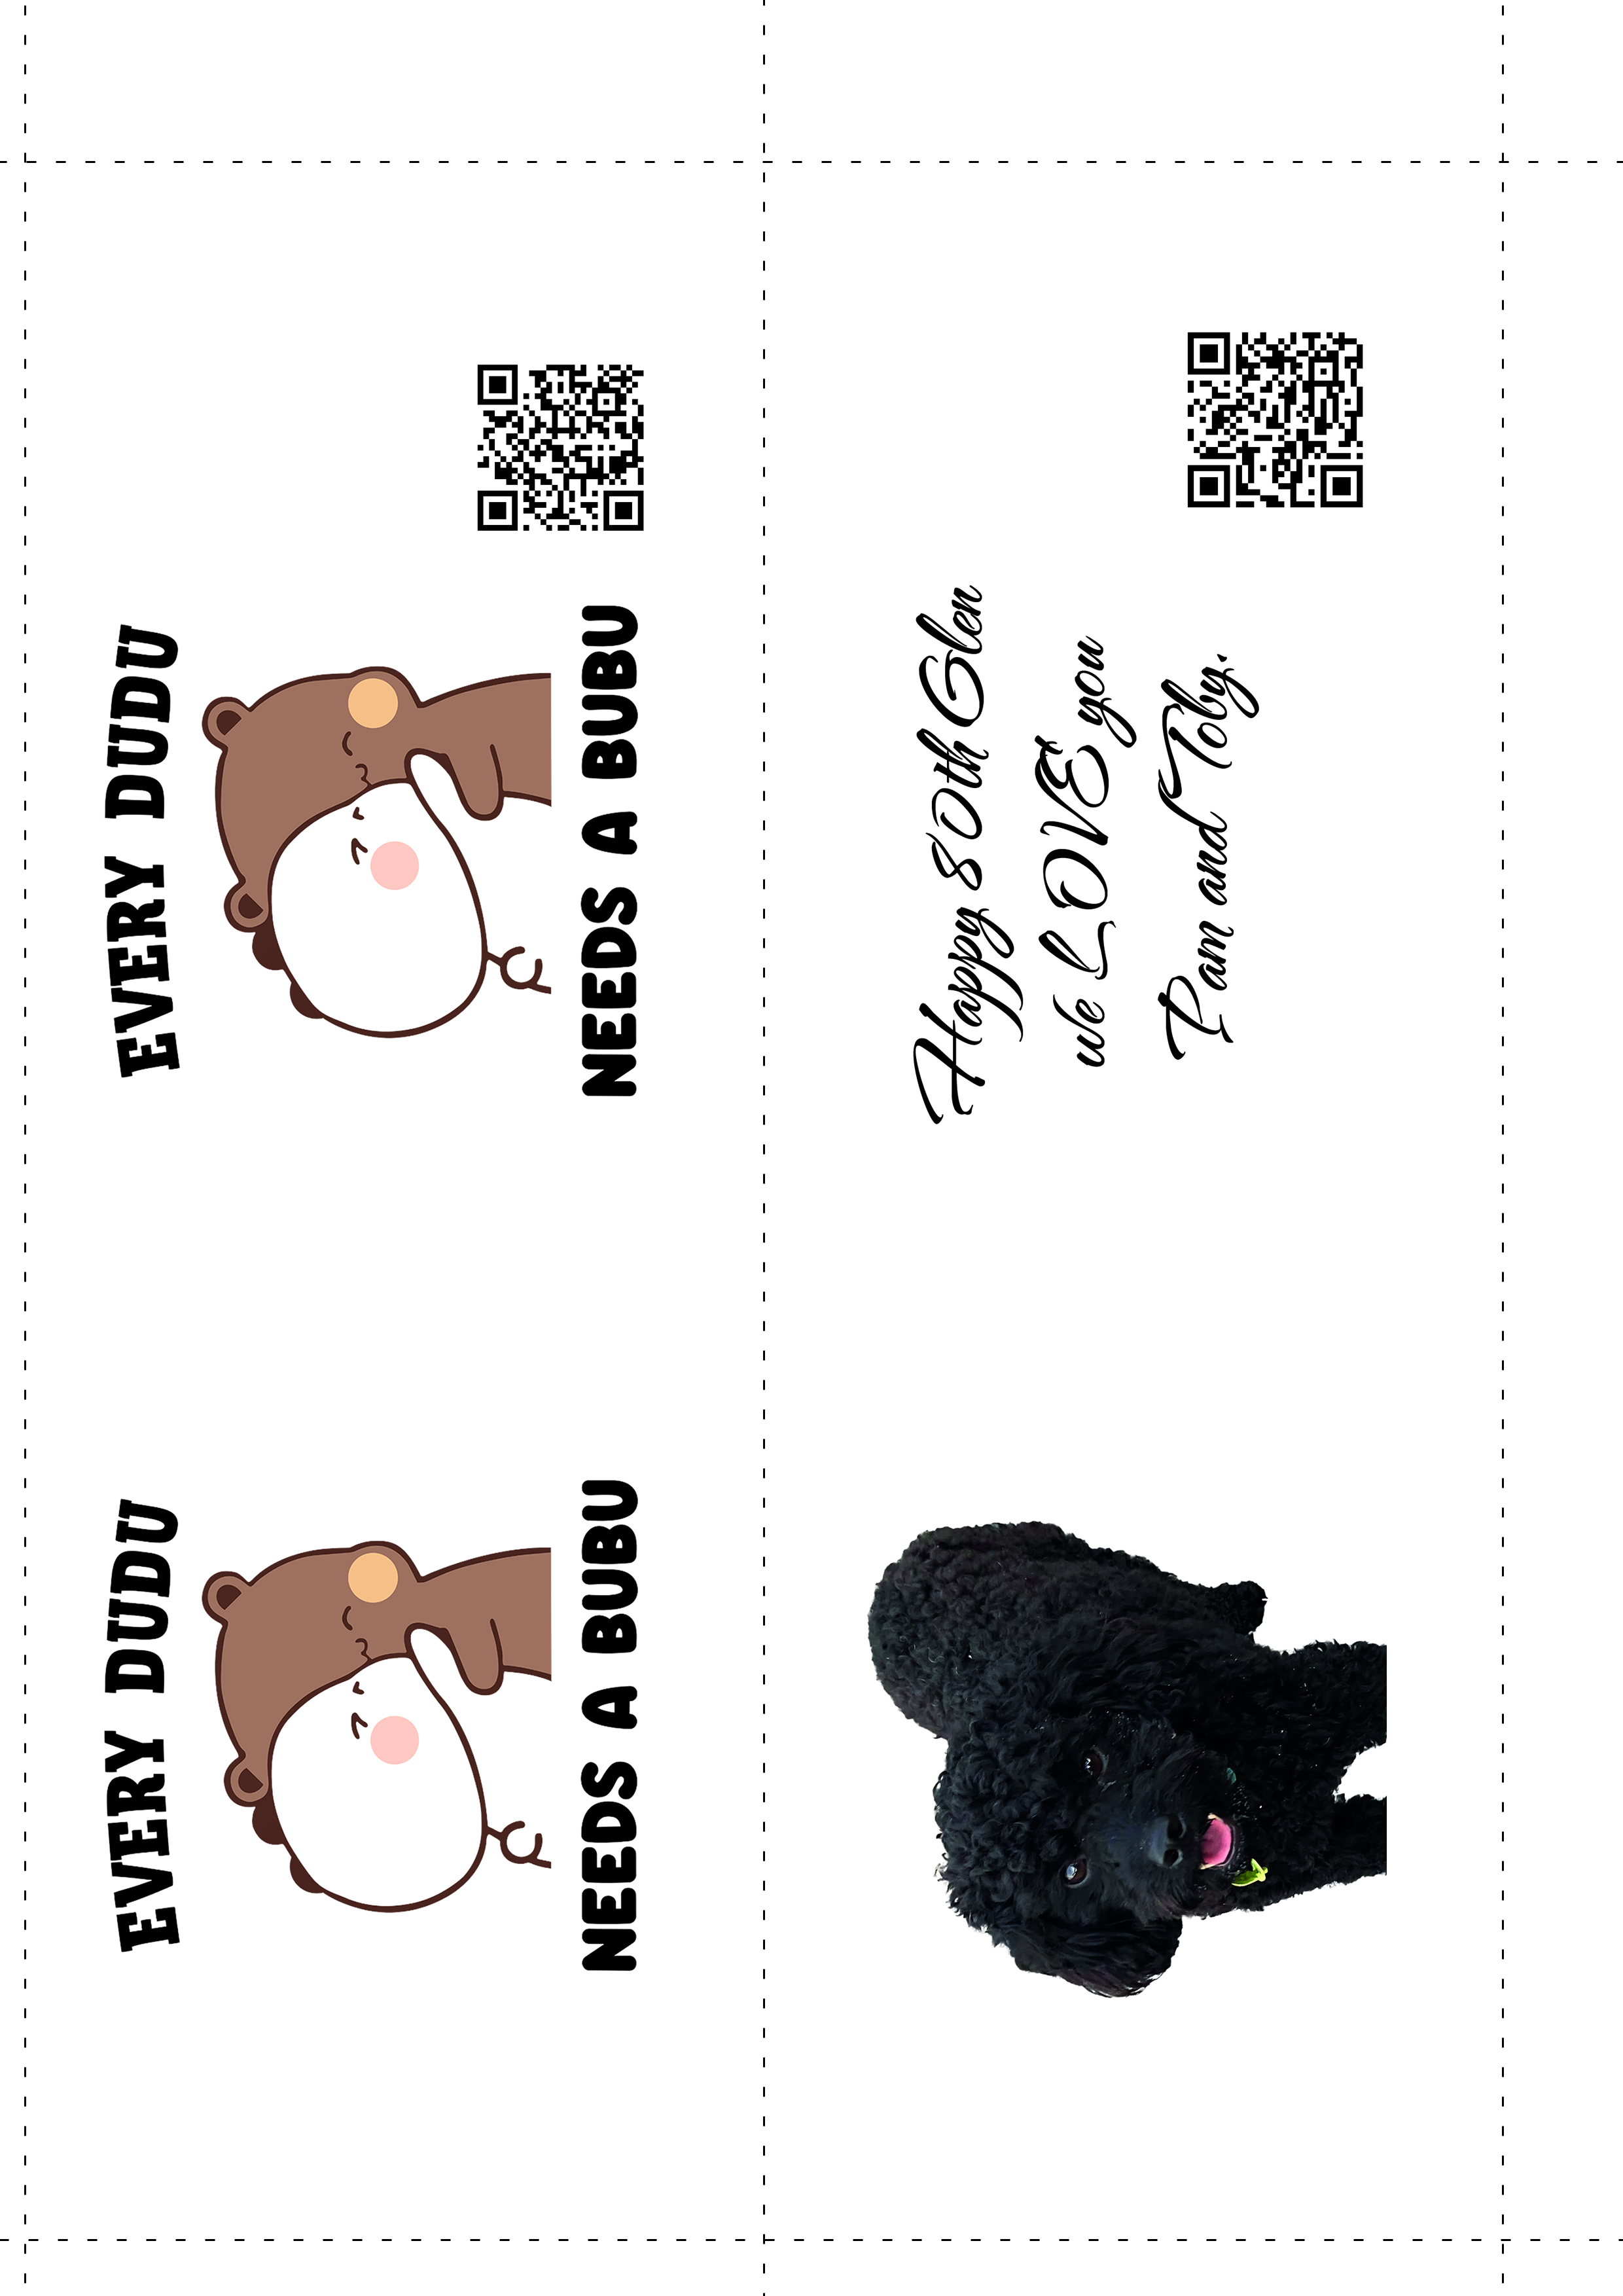 EVERY DUDU
NEEDS A BUBU
EVERY DUDU
NEEDS A BUBU
Happy 80th Glen
we LOVE you
Pam and Toby.